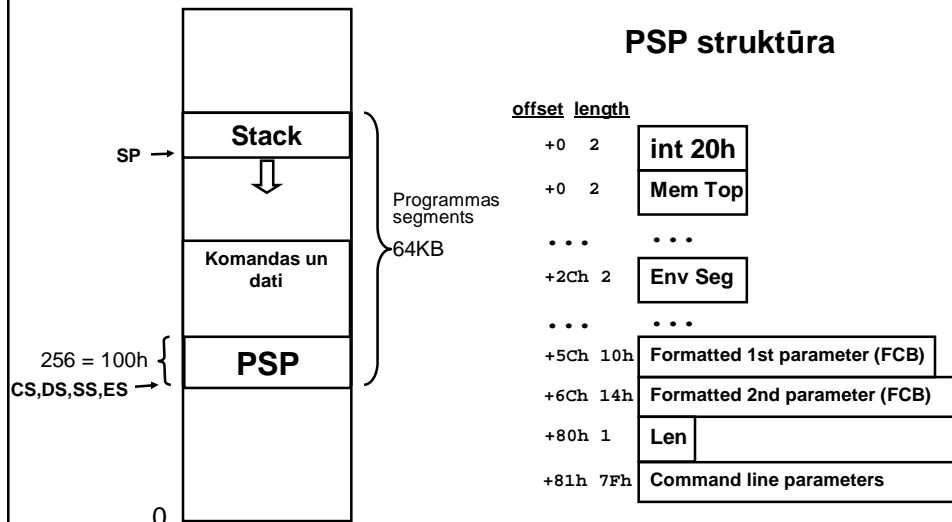 PSP struktūra
Stack
SP
Programmas
segments
64KB
Komandas un
dati
256 = 100h
PSP
CS,DS,SS,ES
0
offset length
+0 2 int 20h
+0 2 Mem Top
... ...
+2Ch 2 Env Seg
... ...
+5Ch 10h Formatted 1st parameter (FCB)
+6Ch 14h Formatted 2nd parameter (FCB)
+80h 1 Len
+81h 7Fh Command line parameters